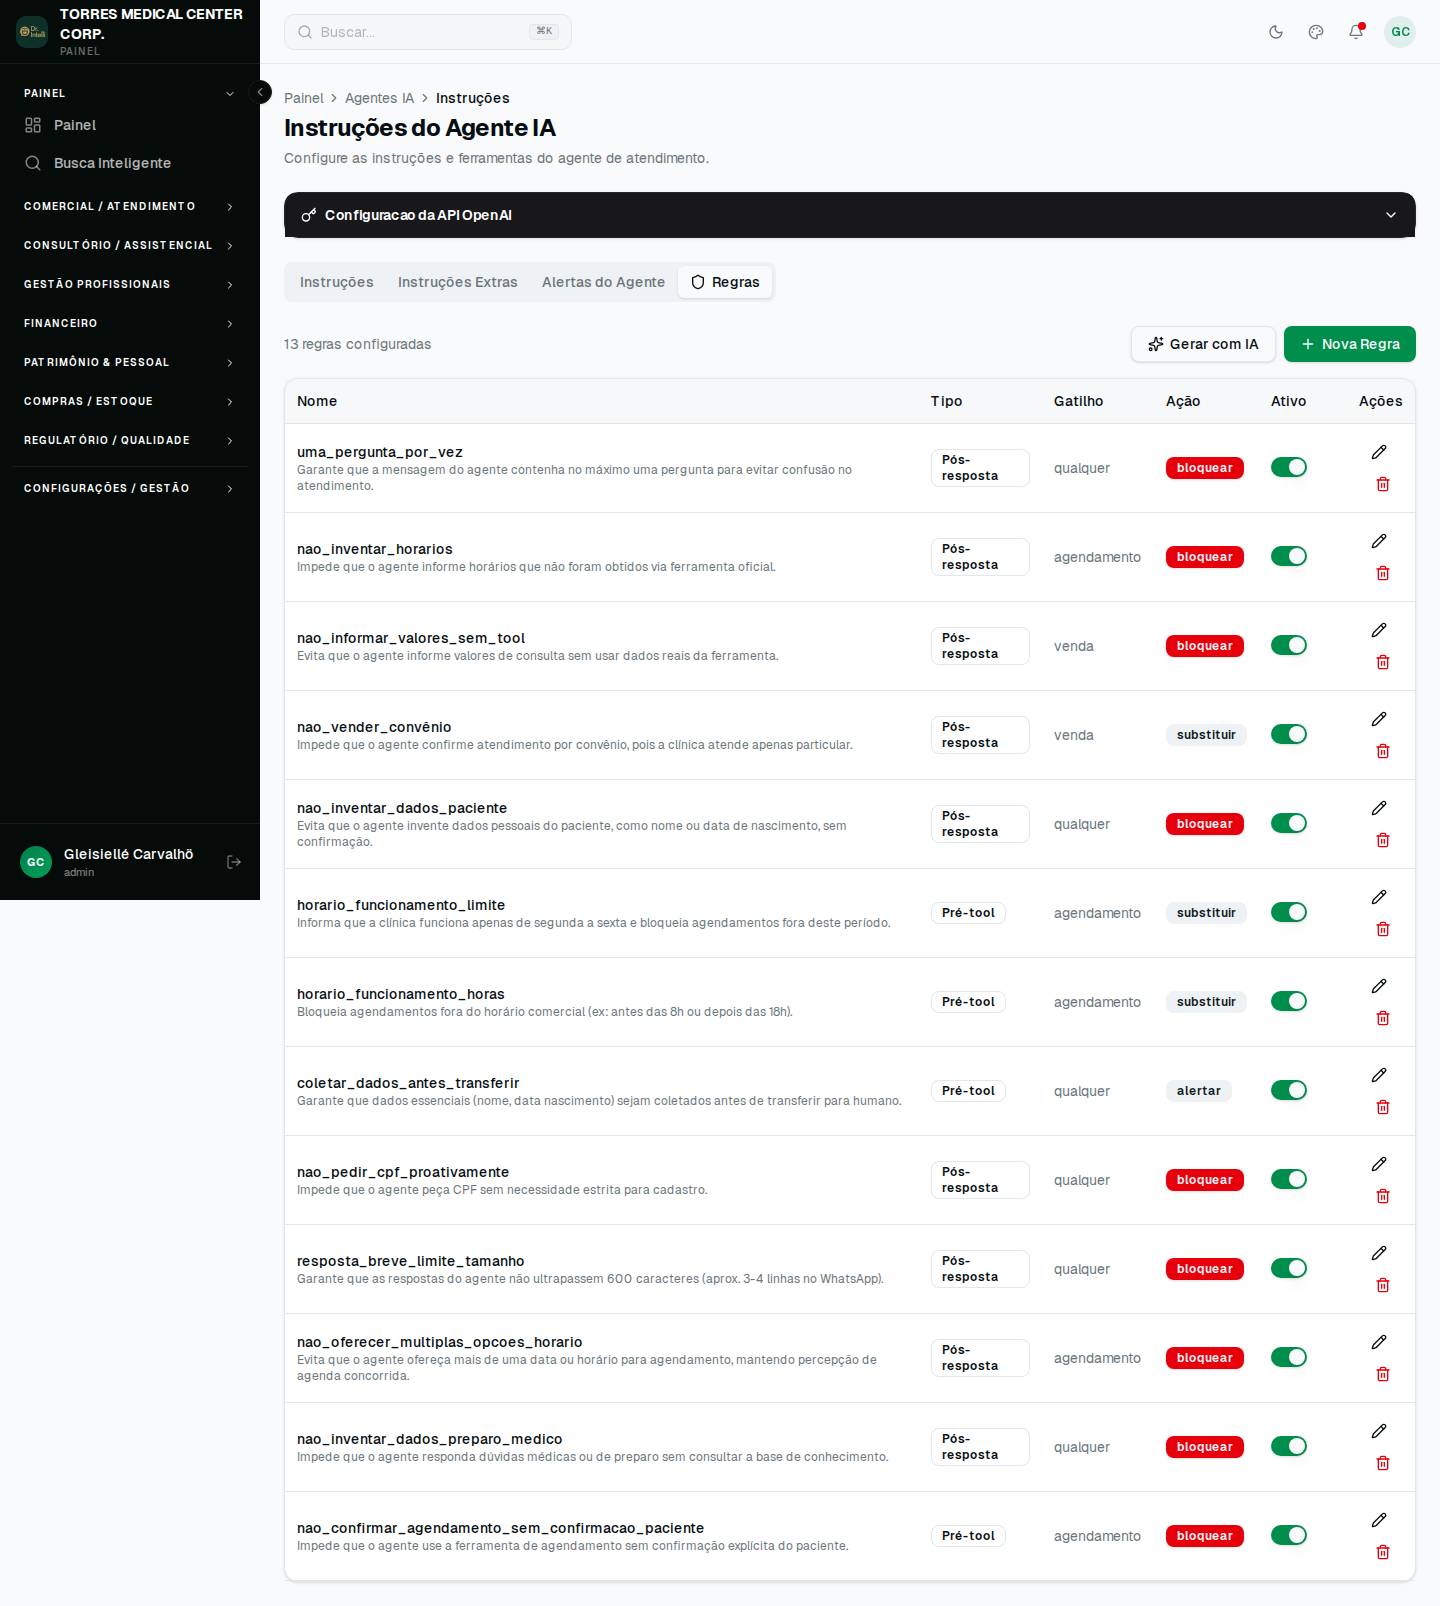 TORRES MEDICAL CENTER
CORP.
PAINEL
Dr.
Intelli
PAINEL
Painel
Busca Inteligente
COMERCIAL / ATENDIMENTO
CONSULTÓRIO / ASSISTENCIAL
GESTÃO PROFISSIONAIS
FINANCEIRO
PATRIMÔNIO & PESSOAL
COMPRAS / ESTOQUE
REGULATÓRIO / QUALIDADE
CONFIGURAÇÕES / GESTÃO
GC
Gleisiellé Carvalhö
admin
Buscar...
⌘K
GC
Painel > Agentes IA > Instruções
Instruções do Agente IA
Configure as instruções e ferramentas do agente de atendimento.
Configuracao da API OpenAI
Instruções Instruções Extras Alertas do Agente Regras
13 regras configuradas
Gerar com IA
Nova Regra
Nome Tipo Gatilho Ação Ativo Ações
uma_pergunta_por_vez
Garante que a mensagem do agente contenha no máximo uma pergunta para evitar confusão no
atendimento.
Pós-
resposta
qualquer
bloquear
nao_inventar_horarios
Impede que o agente informe horários que não foram obtidos via ferramenta oficial.
Pós-
resposta
agendamento
bloquear
nao_informar_valores_sem_tool
Evita que o agente informe valores de consulta sem usar dados reais da ferramenta.
Pós-
resposta
venda
bloquear
nao_vender_convênio
Impede que o agente confirme atendimento por convênio, pois a clínica atende apenas particular.
Pós-
resposta
venda
substituir
nao_inventar_dados_paciente
Evita que o agente invente dados pessoais do paciente, como nome ou data de nascimento, sem
confirmação.
Pós-
resposta
qualquer
bloquear
horario_funcionamento_limite
Informa que a clínica funciona apenas de segunda a sexta e bloqueia agendamentos fora deste período.
Pré-tool
agendamento
substituir
horario_funcionamento_horas
Bloqueia agendamentos fora do horário comercial (ex: antes das 8h ou depois das 18h).
Pré-tool
agendamento
substituir
coletar_dados_antes_transferir
Garante que dados essenciais (nome, data nascimento) sejam coletados antes de transferir para humano.
Pré-tool
qualquer
alertar
nao_pedir_cpf_proativamente
Impede que o agente peça CPF sem necessidade estrita para cadastro.
Pós-
resposta
qualquer
bloquear
resposta_breve_limite_tamanho
Garante que as respostas do agente não ultrapassem 600 caracteres (aprox. 3-4 linhas no WhatsApp).
Pós-
resposta
qualquer
bloquear
nao_oferecer_multiplas_opcoes_horario
Evita que o agente ofereça mais de uma data ou horário para agendamento, mantendo percepção de
agenda concorrida.
Pós-
resposta
agendamento
bloquear
nao_inventar_dados_preparo_medico
Impede que o agente responda dúvidas médicas ou de preparo sem consultar a base de conhecimento.
Pós-
resposta
qualquer
bloquear
nao_confirmar_agendamento_sem_confirmacao_paciente
Impede que o agente use a ferramenta de agendamento sem confirmação explícita do paciente.
Pré-tool
agendamento
bloquear